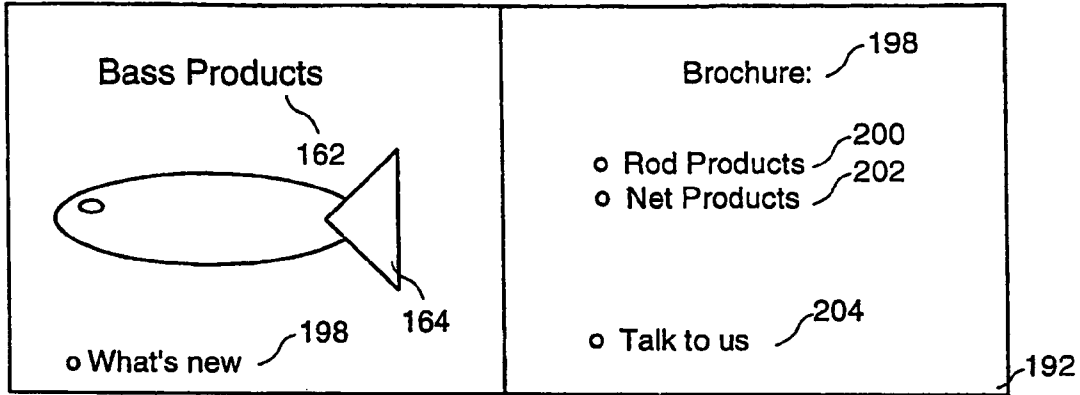 Bass Products
162
164
What's new
198
Brochure:
198
Rod Products
200
Net Products
202
Talk to us
204
192